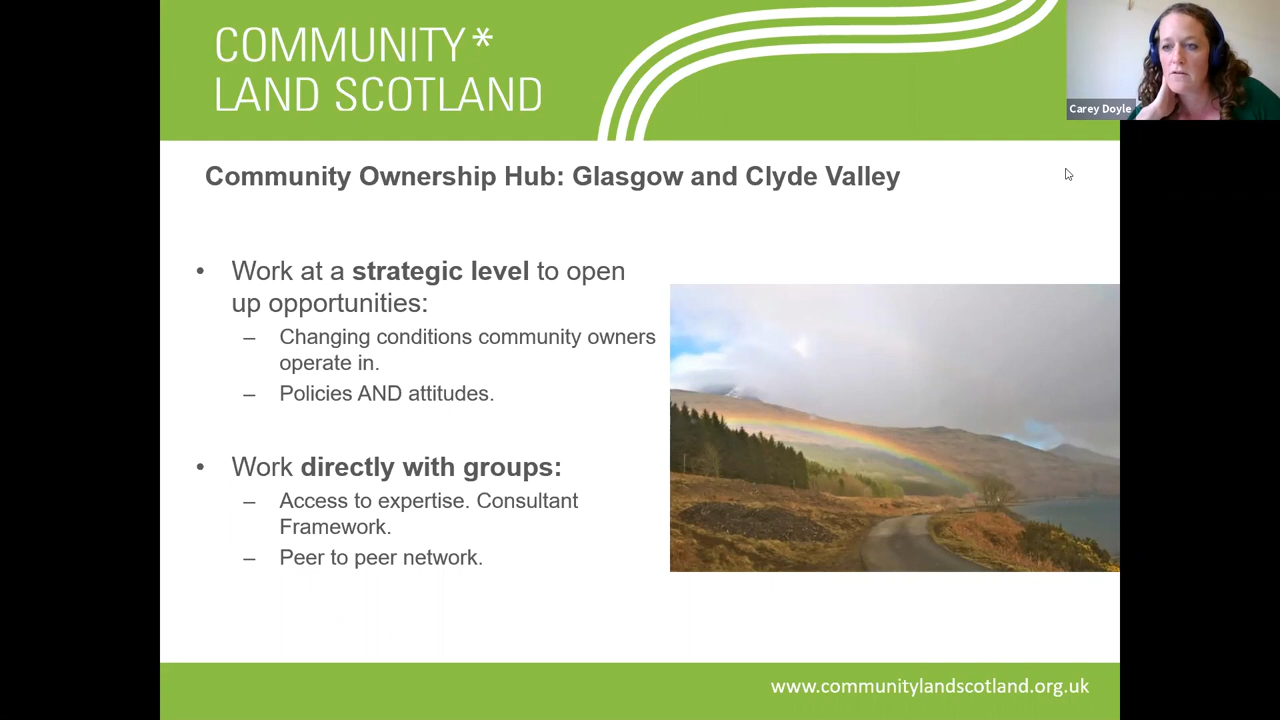 COMMUNITY*
LAND SCOTLAND
Carey Doyle
Community Ownership Hub: Glasgow and Clyde Valley
• Work at a strategic level to open
up opportunities:
– Changing conditions community owners
operate in.
– Policies AND attitudes.
• Work directly with groups:
– Access to expertise. Consultant
Framework.
– Peer to peer network.
www.communitylandscotland.org.uk